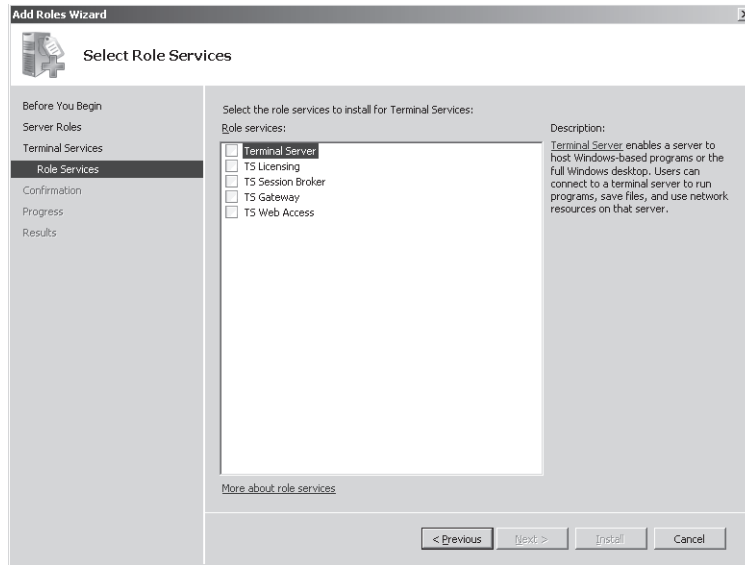 Add Roles Wizard
Select Role Services
Before You Begin
Server Roles
Terminal Services
Role Services
Confirmation
Progress
Results
Select the role services to install for Terminal Services:
Role services:
Terminal Server
TS Licensing
TS Session Broker
TS Gateway
TS Web Access
More about role services
Description:
Terminal Server enables a server to
host Windows-based programs or the
full Windows desktop. Users can
connect to a terminal server to run
programs, save files, and use network
resources on that server.
< Previous
Next >
Install
Cancel